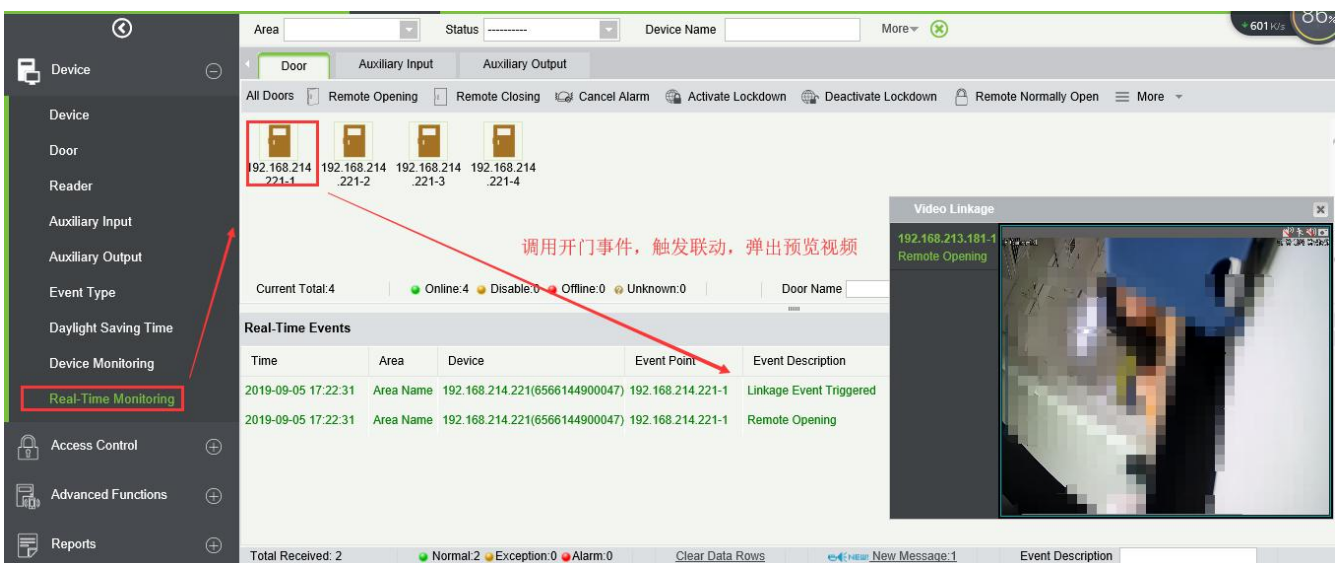 Area
Status ----------
Device Name
More
601 K/s
86%
Device
Device
Door
Reader
Auxiliary Input
Auxiliary Output
Event Type
Daylight Saving Time
Device Monitoring
Real-Time Monitoring
Access Control
Advanced Functions
Reports
Door
Auxiliary Input
Auxiliary Output
All Doors
Remote Opening
Remote Closing
Cancel Alarm
Activate Lockdown
Deactivate Lockdown
Remote Normally Open
More
192.168.214
.221-1
192.168.214
.221-2
192.168.214
.221-3
192.168.214
.221-4
调用开门事件，触发联动，弹出预览视频
Current Total:4
Online:4
Disable:0
Offline:0
Unknown:0
Door Name
Video Linkage
192.168.213.181-1
Remote Opening
Real-Time Events
Time Area Device Event Point Event Description
2019-09-05 17:22:31 Area Name 192.168.214.221(6566144900047) 192.168.214.221-1 Linkage Event Triggered
2019-09-05 17:22:31 Area Name 192.168.214.221(6566144900047) 192.168.214.221-1 Remote Opening
Total Received: 2
Normal:2
Exception:0
Alarm:0
Clear Data Rows
NEW
New Message:1
Event Description